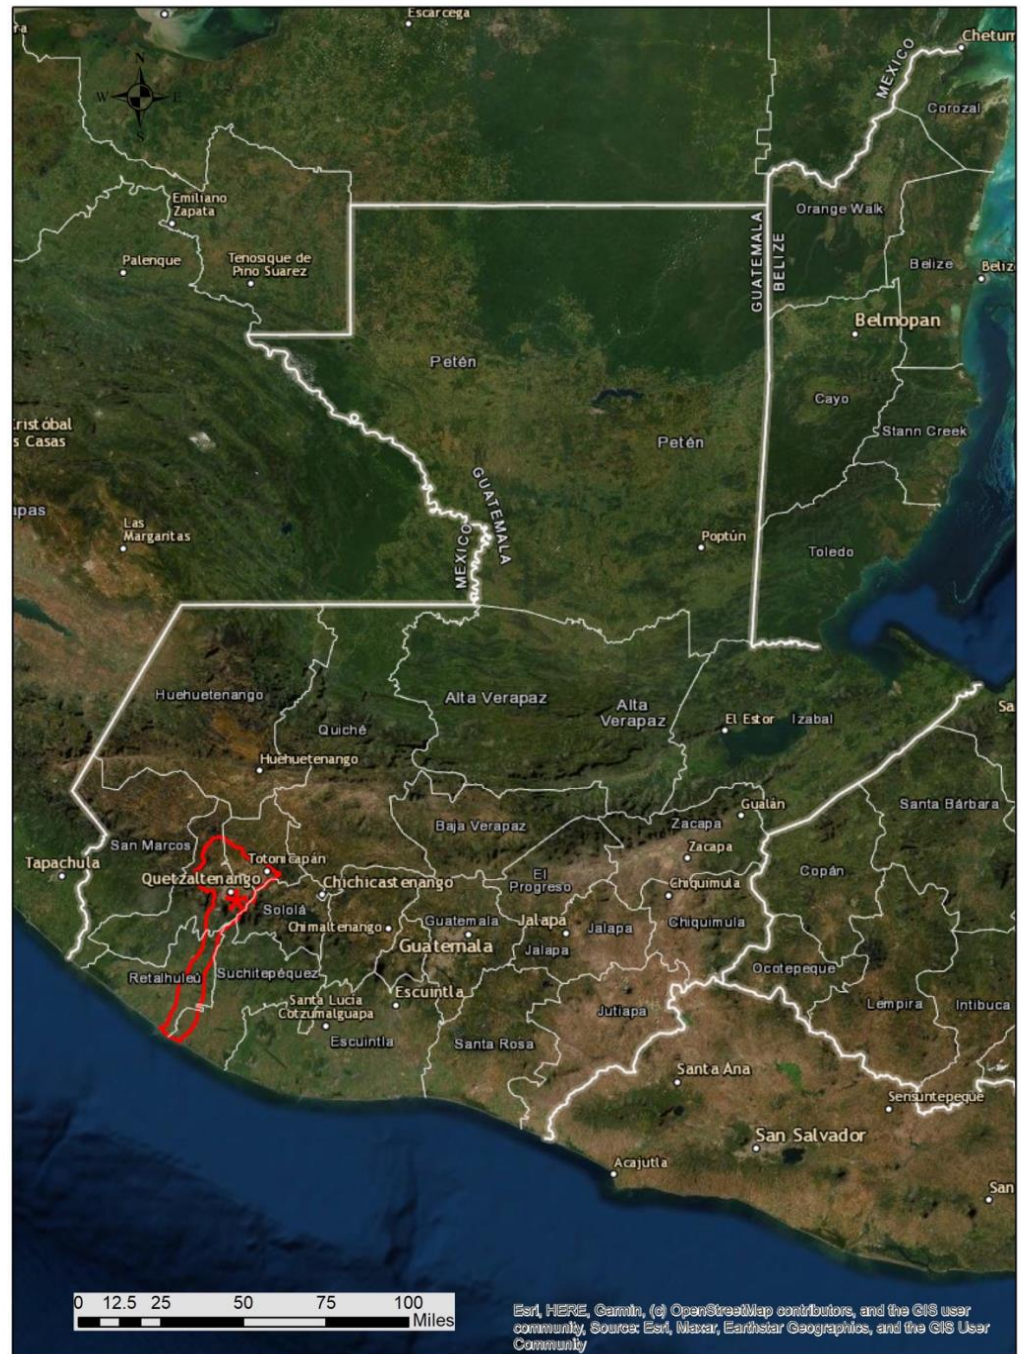 Escarcega
ra
Chetum
N
W
E
S
MEXICO
Corozal
Emiliano
Zapata
Orange Walk
Palenque
Tenosique de
Pino Suarez
GUATEMALA
BELIZE
Belize
Beliz
Belmopan
Petén
Cayo
ristóbal
s Casas
Stann Creek
Petén
GUATEMALA
MEXICO
apas
Las
Margaritas
Poptún
Toledo
Huehuetenango
Alta Verapaz
Alta
Verapaz
Sa
El Estor
Izabal
Quiché
Huehuetenango
Gualán
Santa Bárbara
Baja Verapaz
Zacapa
San Marcos
Zacapa
Tapachula
Totonicapán
Copán
Quetzaltenango
Chichicastenango
El
Progreso
Chiquimula
Sololá
Chimaltenango
Guatemala
Jalapa
Jalapa
Chiquimula
Guatemala
Jalapa
Retalhuleu
Suchitepéquez
Ocotepeque
Escuintla
Santa Lucia
Cotzumalguapa
Jutiapa
Lempira
Intibuca
Escuintla
Santa Rosa
Santa Ana
Sensuntepeque
San Salvador
Acajutla
San
0 12.5 25 50 75 100
Miles
Esri, HERE, Garmin, (c) OpenStreetMap contributors, and the GIS user
community, Source: Esri, Maxar, Earthstar Geographics, and the GIS User
Community